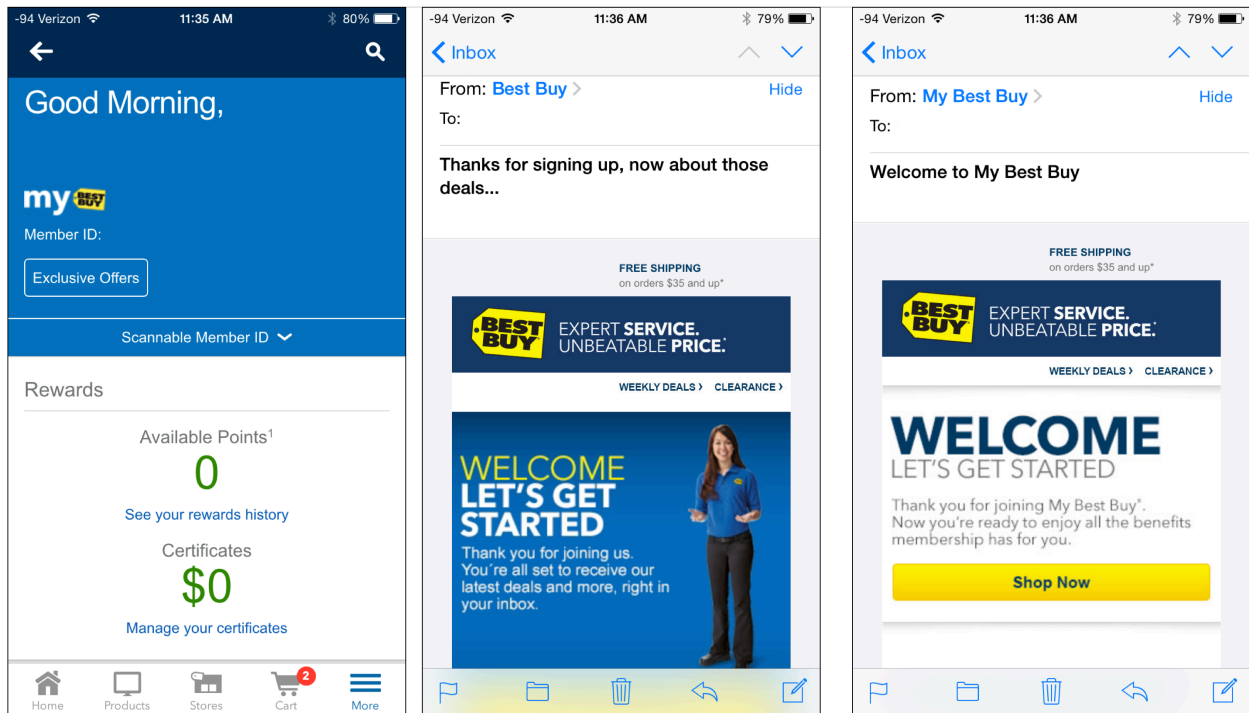 -94 Verizon 11:35 AM 80%
Good Morning,
my BEST BUY
Member ID:
Exclusive Offers
Scannable Member ID
Rewards
Available Points1
0
See your rewards history
Certificates
$0
Manage your certificates
2
Home Products Stores Cart More
-94 Verizon 11:36 AM 79%
Inbox
From: Best Buy Hide
To:
Thanks for signing up, now about those
deals...
FREE SHIPPING
on orders $35 and up*
BEST BUY
EXPERT SERVICE.
UNBEATABLE PRICE.
WEEKLY DEALS › CLEARANCE ›
WELCOME
LET'S GET
STARTED
Thank you for joining us.
You´re all set to receive our
latest deals and more, right in
your inbox.
-94 Verizon 11:36 AM 79%
Inbox
From: My Best Buy Hide
To:
Welcome to My Best Buy
FREE SHIPPING
on orders $35 and up*
BEST BUY
EXPERT SERVICE.
UNBEATABLE PRICE.
WEEKLY DEALS › CLEARANCE ›
WELCOME
LET'S GET STARTED
Thank you for joining My Best Buy*.
Now you're ready to enjoy all the benefits
membership has for you.
Shop Now